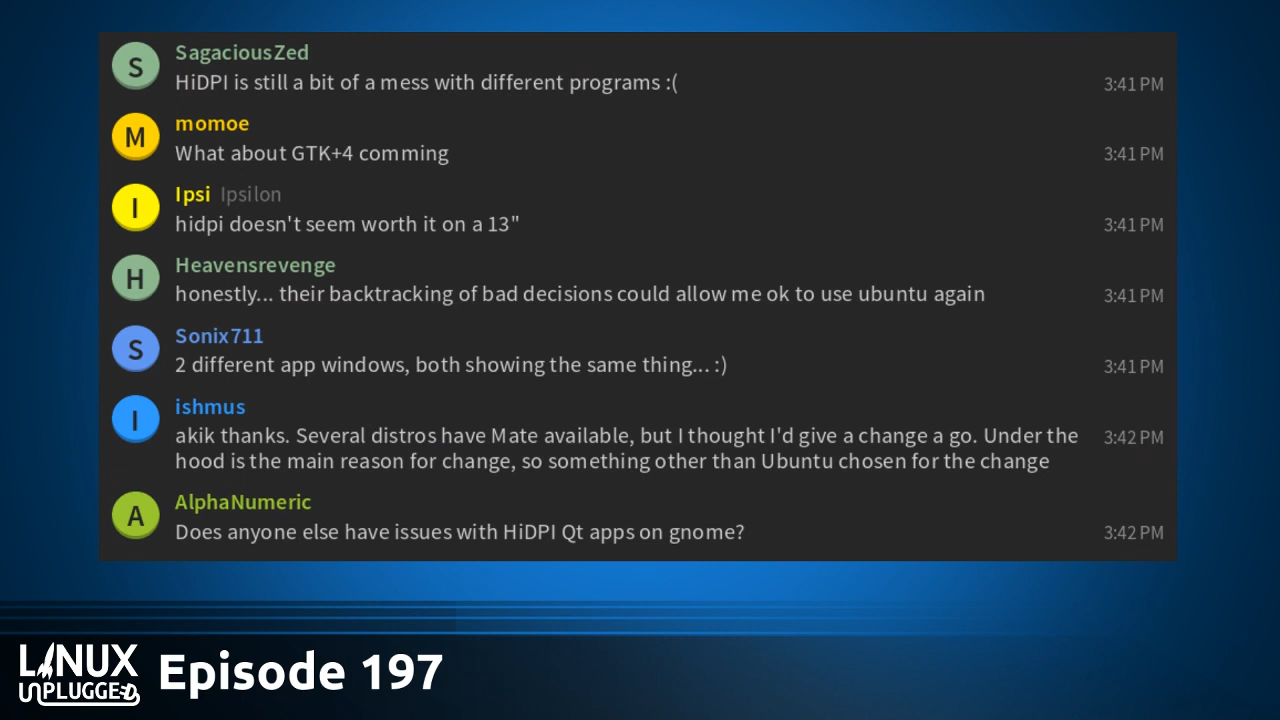 S
SagaciousZed
HiDPI is still a bit of a mess with different programs :(
3:41 PM
M
momoe
What about GTK+4 comming
3:41 PM
I
Ipsi Ipsilon
hidpi doesn't seem worth it on a 13"
3:41 PM
H
Heavensrevenge
honestly... their backtracking of bad decisions could allow me ok to use ubuntu again
3:41 PM
S
Sonix711
2 different app windows, both showing the same thing... :)
3:41 PM
I
ishmus
akik thanks. Several distros have Mate available, but I thought I'd give a change a go. Under the
3:42 PM
hood is the main reason for change, so something other than Ubuntu chosen for the change
A
AlphaNumeric
Does anyone else have issues with HiDPI Qt apps on gnome?
3:42 PM
LINUX
UNPLUGGED
Episode 197